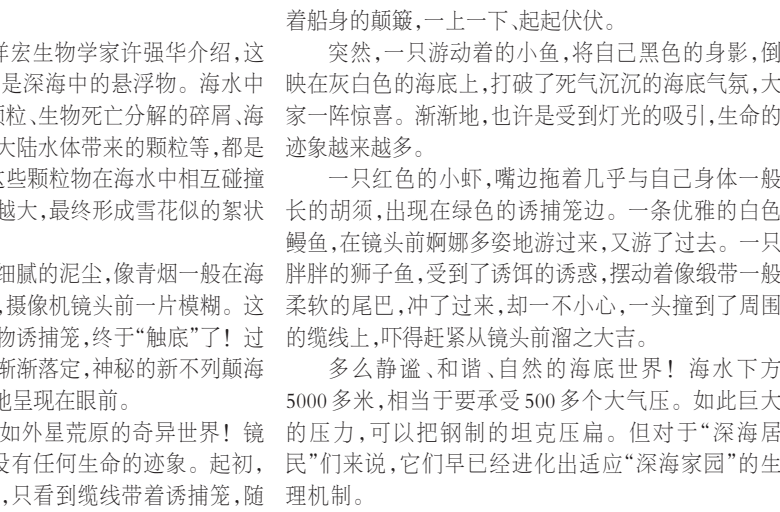 洋宏生物学家许强华介绍，这
是深海中的悬浮物。海水中
颗粒、生物死亡分解的碎屑、海
大陆水体带来的颗粒等，都是
这些颗粒物在海水中相互碰撞
越大，最终形成雪花似的絮状
细腻的泥尘，像青烟一般在海
，摄像机镜头前一片模糊。这
物诱捕笼，终于“触底”了！过
渐渐落定，神秘的新不列颠海
地呈现在眼前。
如外星荒原的奇异世界！镜
没有任何生命的迹象。起初，
，只看到缆线带着诱捕笼，随
着船身的颠簸，一上一下、起起伏伏。
突然，一只游动着的小鱼，将自己黑色的身影，倒
映在灰白色的海底上，打破了死气沉沉的海底气氛，大
家一阵惊喜。渐渐地，也许是受到灯光的吸引，生命的
迹象越来越多。
一只红色的小虾，嘴边拖着几乎与自己身体一般
长的胡须，出现在绿色的诱捕笼边。一条优雅的白色
鳗鱼，在镜头前婀娜多姿地游过来，又游了过去。一只
胖胖的狮子鱼，受到了诱饵的诱惑，摆动着像缎带一般
柔软的尾巴，冲了过来，却一不小心，一头撞到了周围
的缆线上，吓得赶紧从镜头前溜之大吉。
多么静谧、和谐、自然的海底世界！海水下方
5000多米，相当于要承受500多个大气压。如此巨大
的压力，可以把钢制的坦克压扁。但对于“深海居
民”们来说，它们早已经进化出适应“深海家园”的生
理机制。